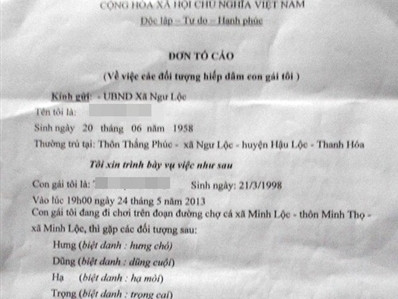 CỘNG HÒA XÃ HỘI CHỦ NGHĨA VIỆT NAM
Độc lập – Tự do – Hạnh phúc
ĐƠN TỐ CÁO
(Về việc các đối tượng hiếp dâm con gái tôi )
Kính gửi: - UBND Xã Ngư Lộc
Tên tôi là:
Sinh ngày 20 tháng 06 năm 1958
Thường trú tại: Thôn Thắng Phúc - xã Ngư Lộc - huyện Hậu Lộc - Thanh Hóa
Tôi xin trình bày vụ việc như sau
Con gái tôi là: Sinh ngày: 21/3/1998
Vào lúc 19h00 ngày 24 tháng 5 năm 2013
Con gái tôi đang đi chơi trên đoạn đường chợ cá xã Minh Lộc - thôn Minh Thọ -
xã Minh Lộc, thì gặp các đối tượng sau:
Hưng (biệt danh : hưng chó)
Dũng (biệt danh : dũng cuội)
Hạ (biệt danh : hạ môi)
Trọng (biệt danh : trọng cai)